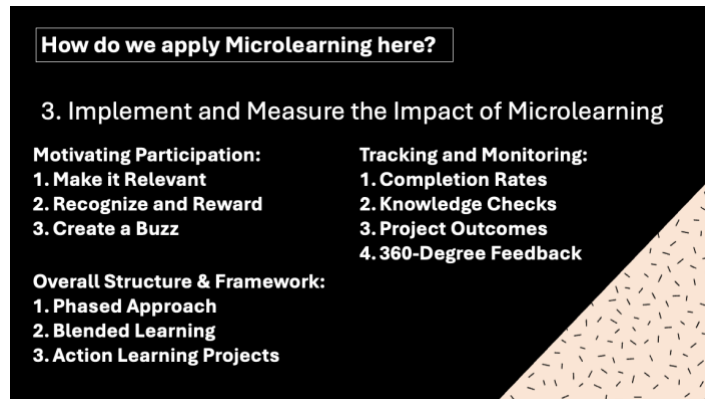 How do we apply Microlearning here?
3. Implement and Measure the Impact of Microlearning
Motivating Participation:
1. Make it Relevant
2. Recognize and Reward
3. Create a Buzz
Overall Structure & Framework:
1. Phased Approach
2. Blended Learning
3. Action Learning Projects
Tracking and Monitoring:
1. Completion Rates
2. Knowledge Checks
3. Project Outcomes
4. 360-Degree Feedback